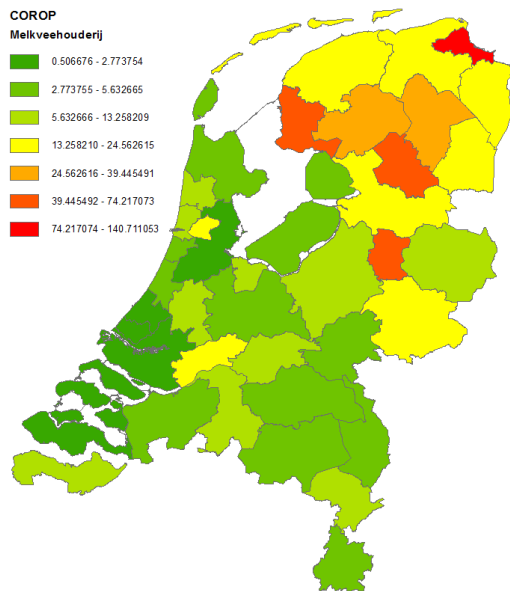 COROP
Melkveehouderij
0.506676 - 2.773754
2.773755 - 5.632665
5.632666 - 13.258209
13.258210 - 24.562615
24.562616 - 39.445491
39.445492 - 74.217073
74.217074 - 140.711053